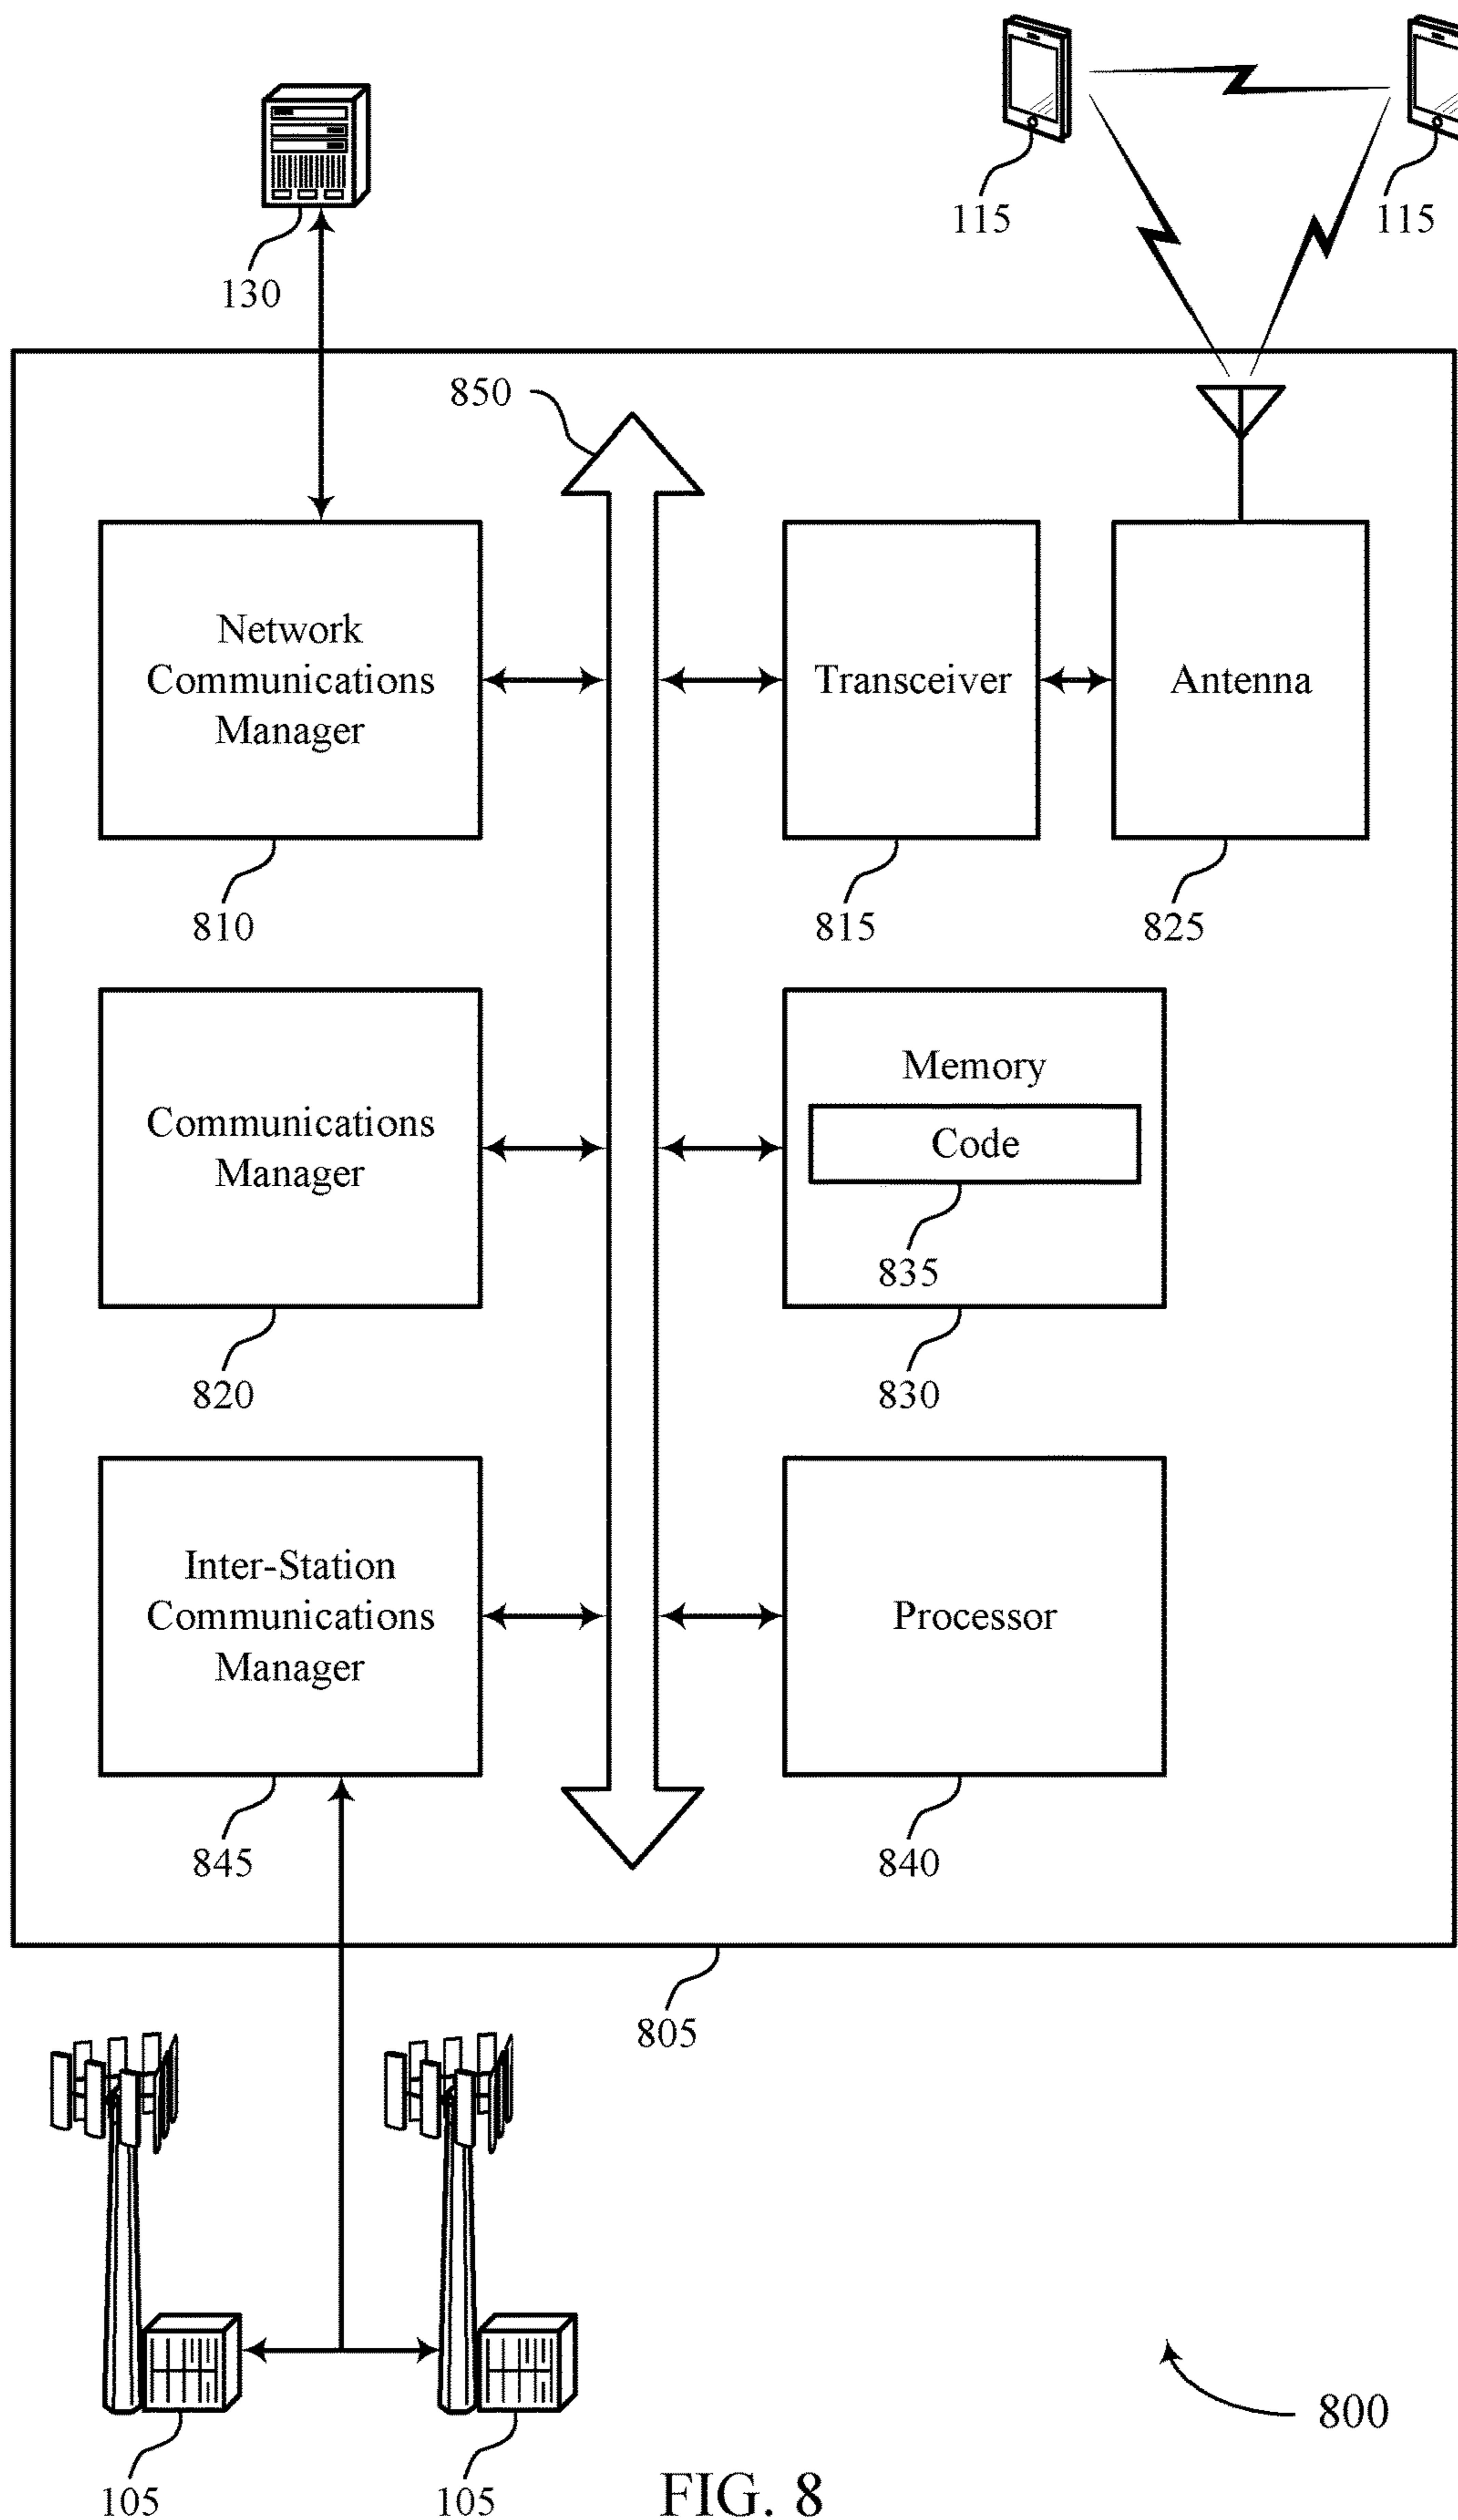 115
115
130
850
Network
Communications
Manager
Transceiver
Antenna
810
815
825
Communications
Manager
Memory
Code
835
820
830
Inter-Station
Communications
Manager
Processor
845
840
805
800
105
105
FIG. 8